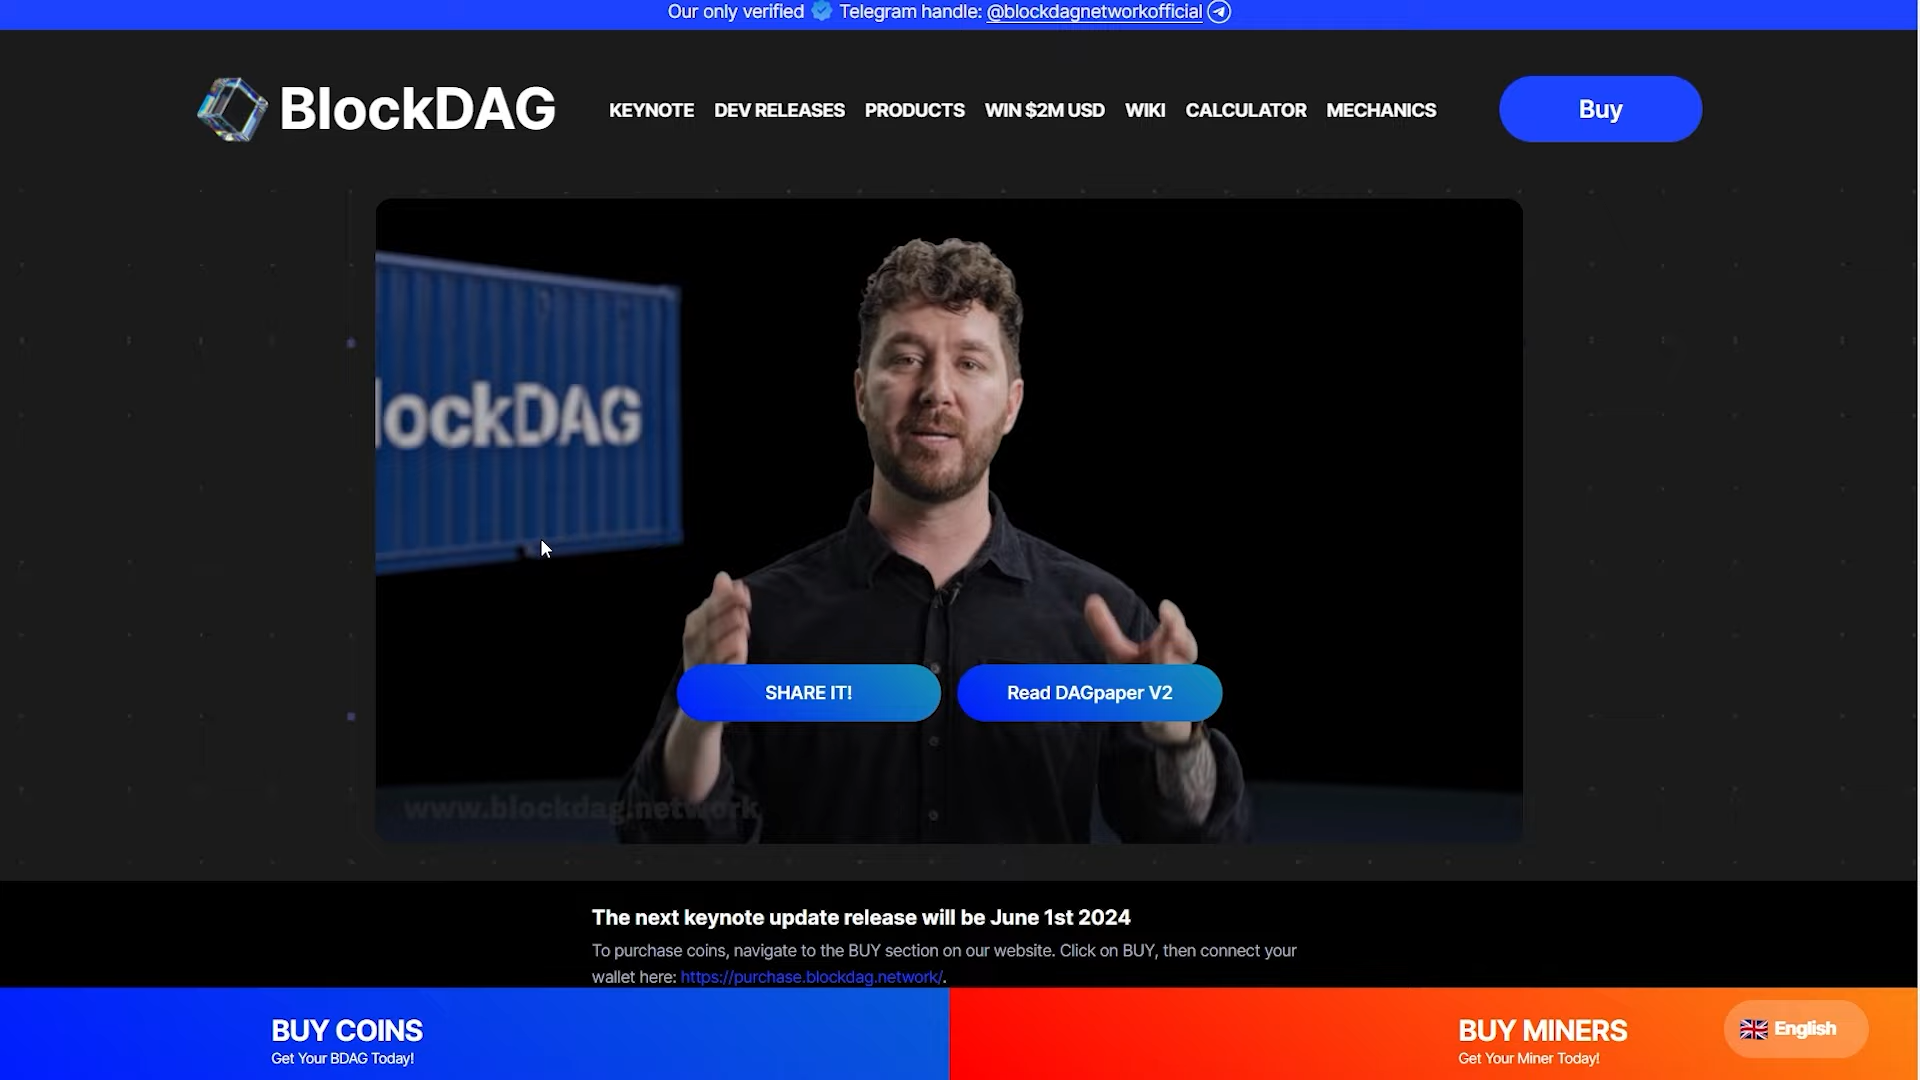 Our only verified Telegram handle: @blockdagnetworkofficial
BlockDAG
KEYNOTE DEV RELEASES PRODUCTS WIN $2M USD WIKI CALCULATOR MECHANICS
Buy
lockDAG
SHARE IT!
Read DAGpaper V2
www.blockdag.network
The next keynote update release will be June 1st 2024
To purchase coins, navigate to the BUY section on our website. Click on BUY, then connect your
wallet here: https://purchase.blockdag.network/.
BUY COINS
Get Your BDAG Today!
BUY MINERS
Get Your Miner Today!
English